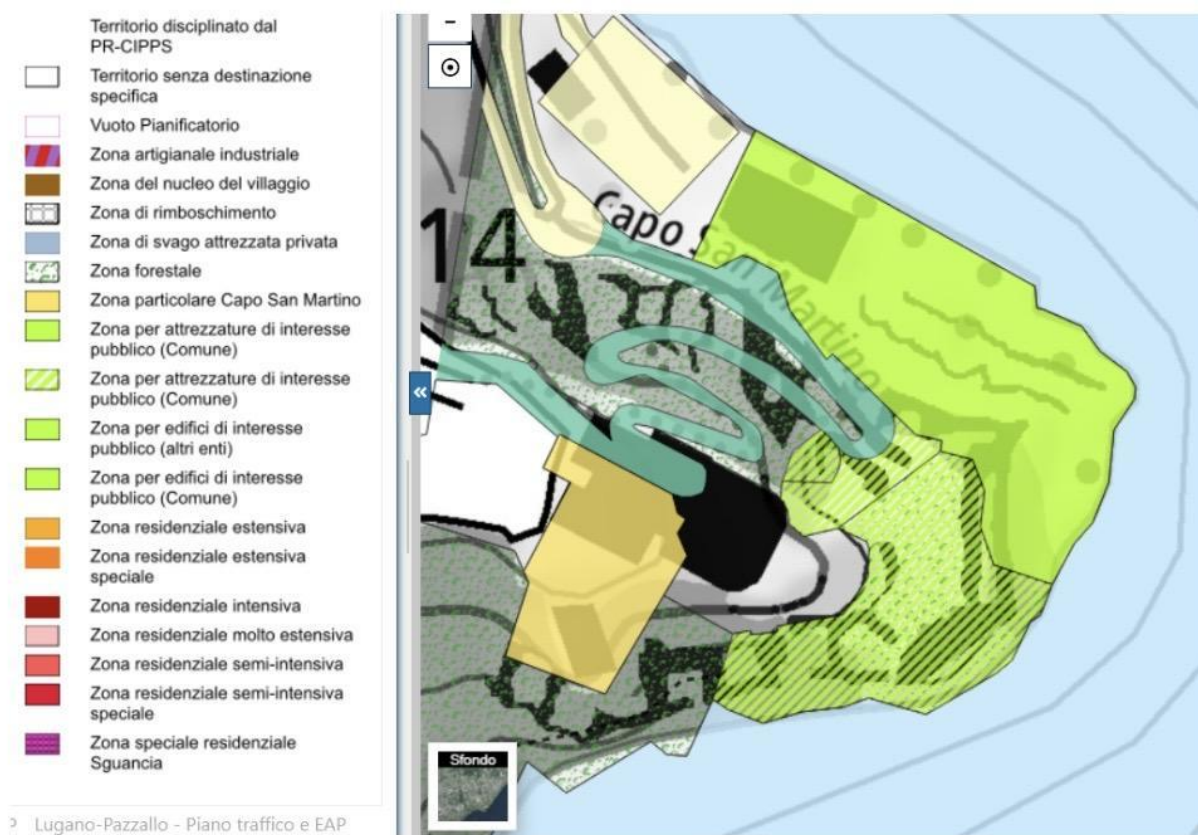 Territorio disciplinato dal
PR-CIPPS
Territorio senza destinazione
specifica
Vuoto Pianificatorio
Zona artigianale industriale
Zona del nucleo del villaggio
Zona di rimboschimento
Zona di svago attrezzata privata
Zona forestale
Zona particolare Capo San Martino
Zona per attrezzature di interesse
pubblico (Comune)
Zona per attrezzature di interesse
pubblico (Comune)
Zona per edifici di interesse
pubblico (altri enti)
Zona per edifici di interesse
pubblico (Comune)
Zona residenziale estensiva
Zona residenziale estensiva
speciale
Zona residenziale intensiva
Zona residenziale molto estensiva
Zona residenziale semi-intensiva
Zona residenziale semi-intensiva
speciale
Zona speciale residenziale
Sguancia
Lugano-Pazzallo - Piano traffico e EAP
-
«
14
Capo San Martino
Sfondo